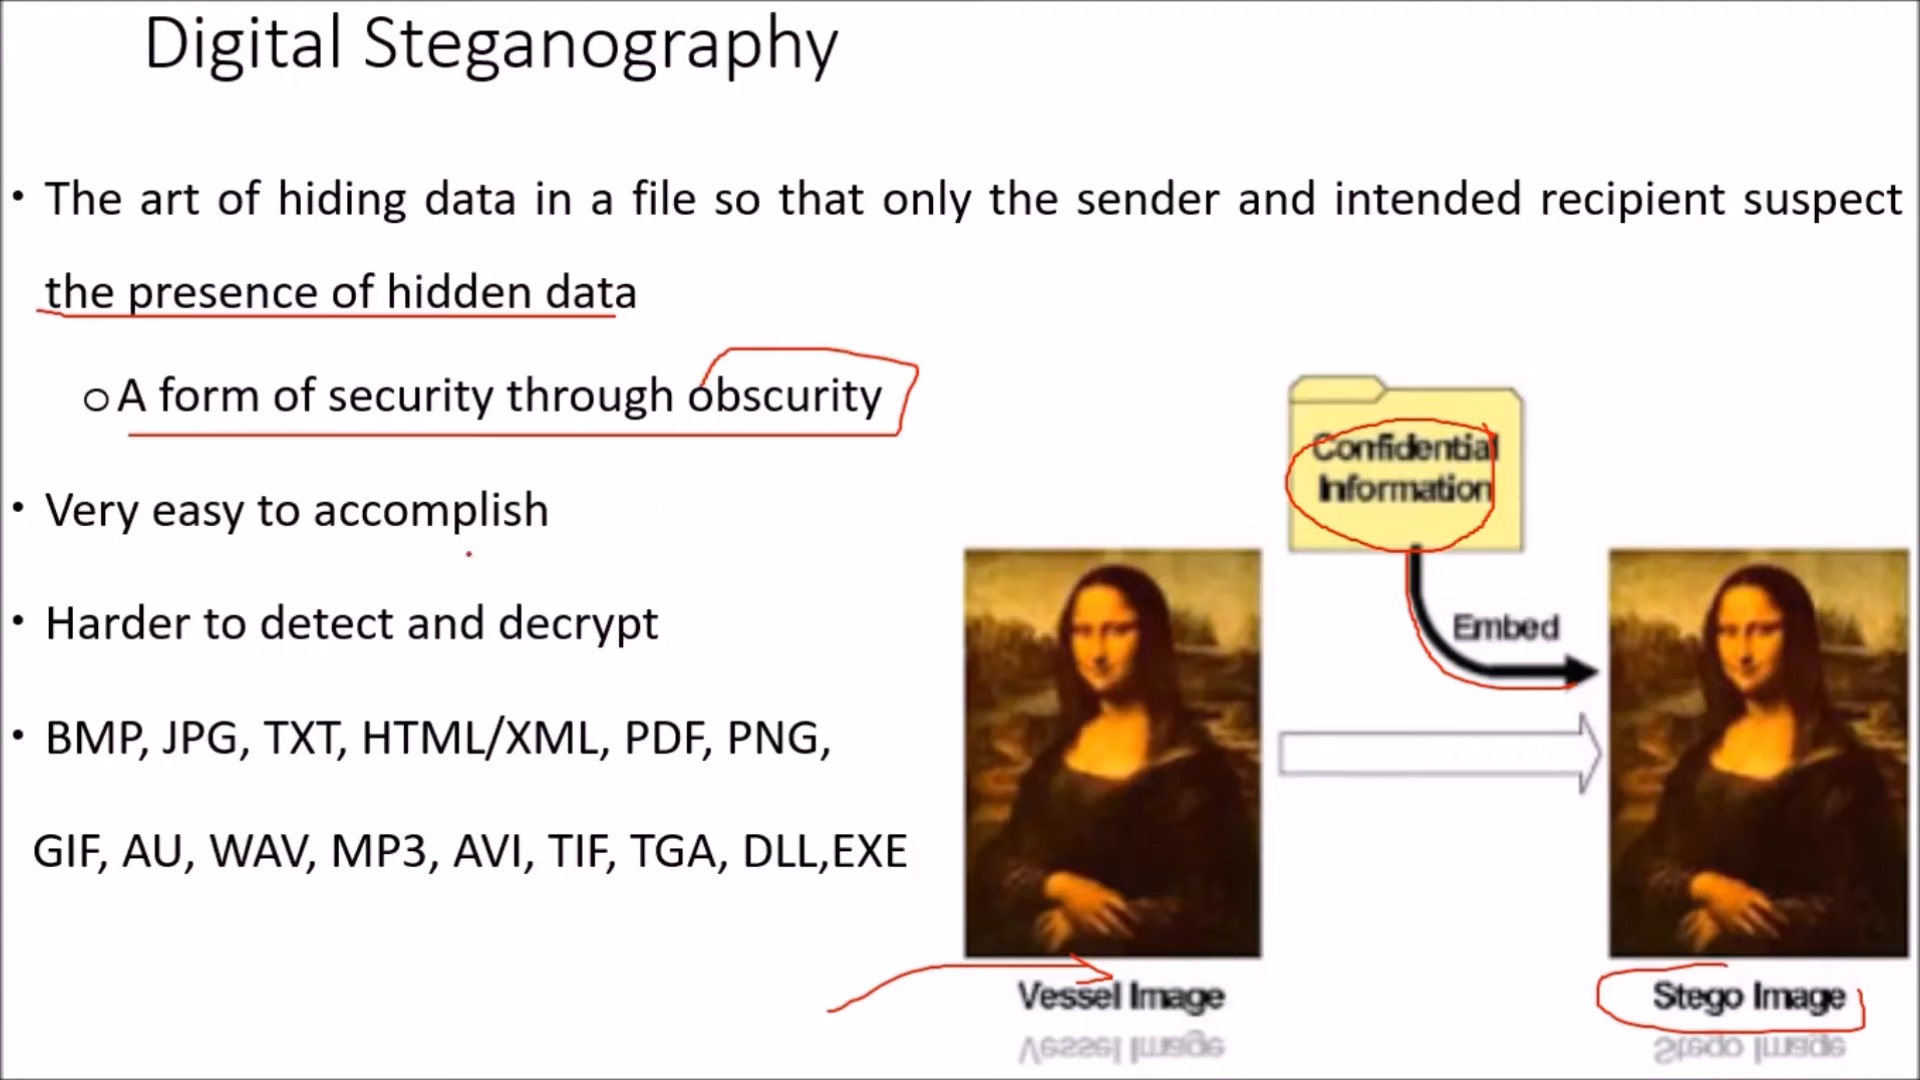 Digital Steganography
• The art of hiding data in a file so that only the sender and intended recipient suspect
the presence of hidden data
o A form of security through obscurity
• Very easy to accomplish
• Harder to detect and decrypt
• BMP, JPG, TXT, HTML/XML, PDF, PNG,
GIF, AU, WAV, MP3, AVI, TIF, TGA, DLL,EXE
Confidential
Information
Embed
Vessel Image
Stego Image